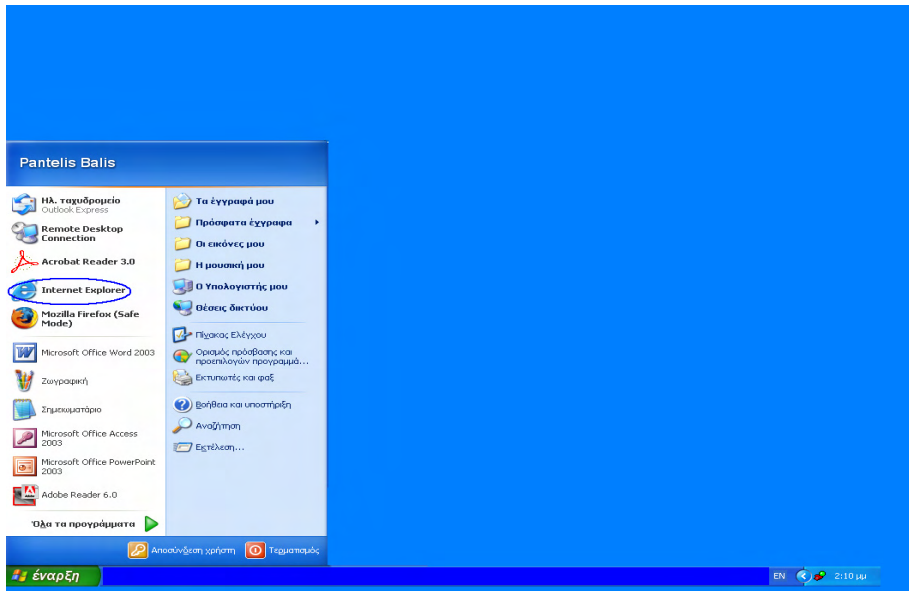 Pantelis Balis
Ηλ. ταχυδρομείο
Outlook Express
Remote Desktop
Connection
Acrobat Reader 3.0
Internet Explorer
Mozilla Firefox (Safe
Mode)
Microsoft Office Word 2003
Ζωγραφική
Σημειωματάριο
Microsoft Office Access
2003
Microsoft Office PowerPoint
2003
Adobe Reader 6.0
Όλα τα προγράμματα
Τα έγγραφά μου
Πρόσφατα έγγραφα
Οι εικόνες μου
Η μουσική μου
Ο Υπολογιστής μου
Θέσεις δικτύου
Πίνακας Ελέγχου
Ορισμός πρόσβασης και
προεπιλογών προγραμμά...
Εκτυπωτές και φαξ
Βοήθεια και υποστήριξη
Αναζήτηση
Εκτέλεση...
Αποσύνδεση χρήστη
Τερματισμός
έναρξη
EN
2:10 μμ